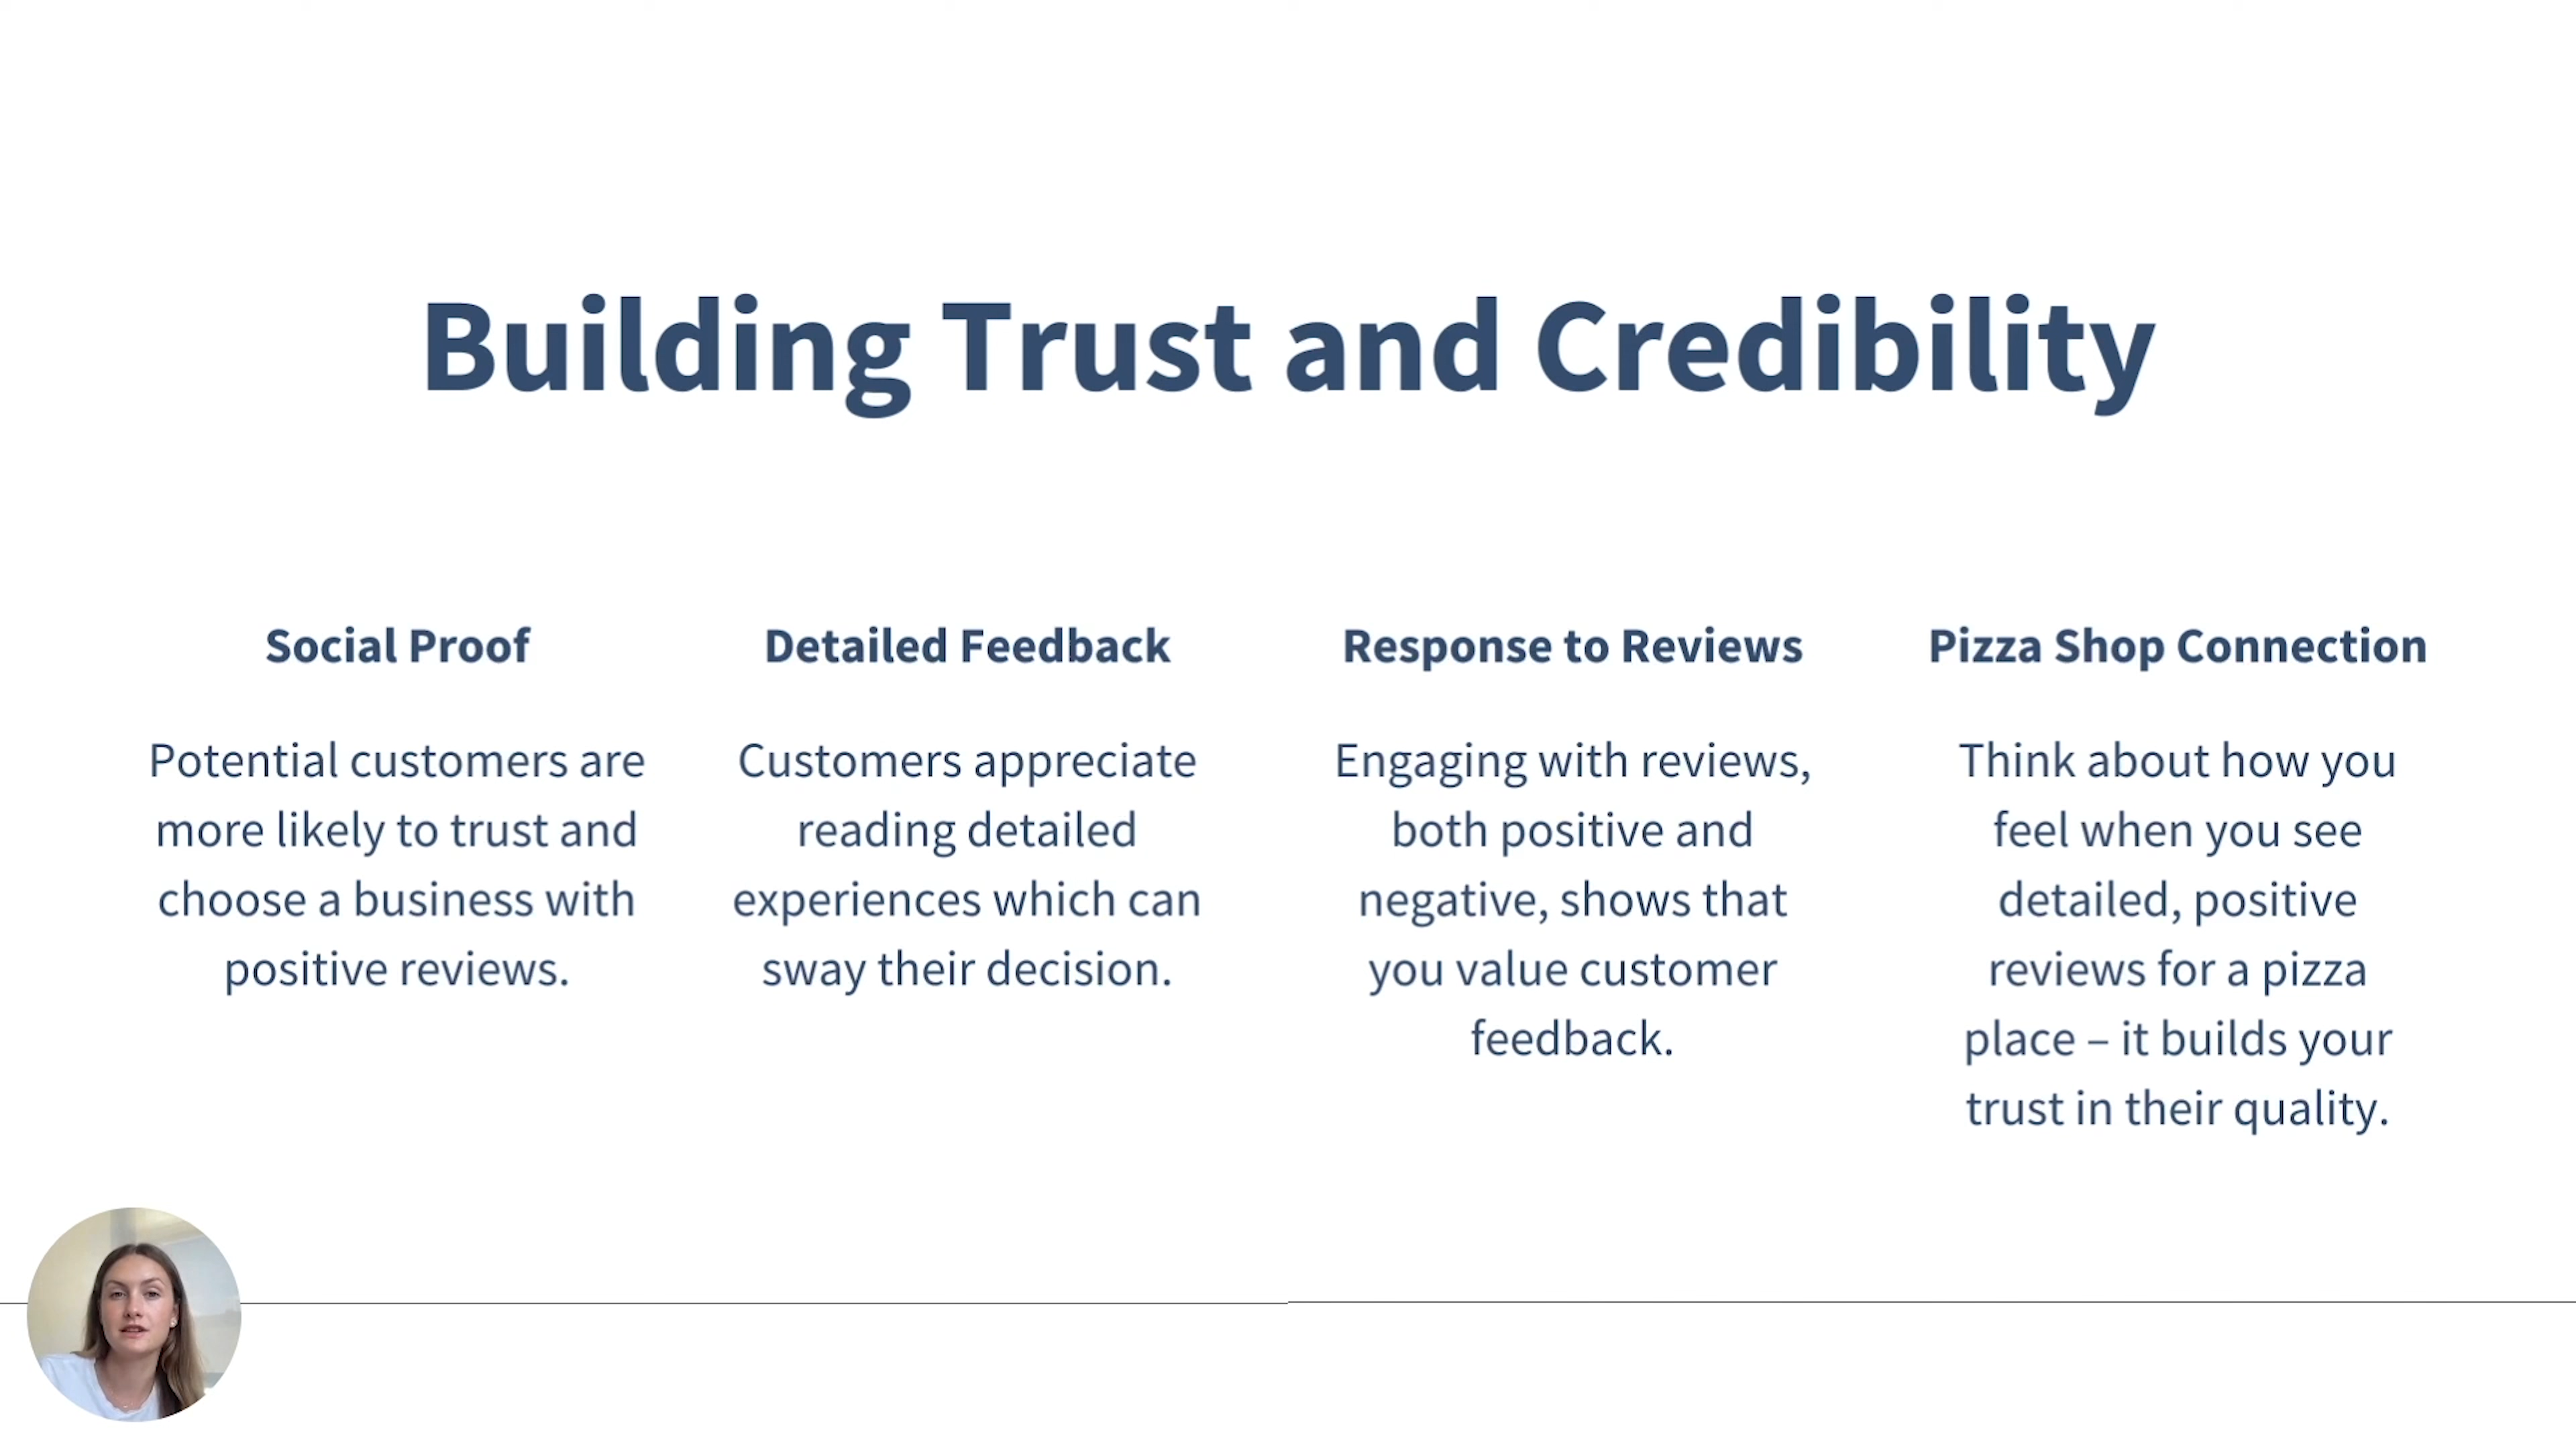 Building Trust and Credibility
Social Proof
Potential customers are
more likely to trust and
choose a business with
positive reviews.
Detailed Feedback
Customers appreciate
reading detailed
experiences which can
sway their decision.
Response to Reviews
Engaging with reviews,
both positive and
negative, shows that
you value customer
feedback.
Pizza Shop Connection
Think about how you
feel when you see
detailed, positive
reviews for a pizza
place – it builds your
trust in their quality.